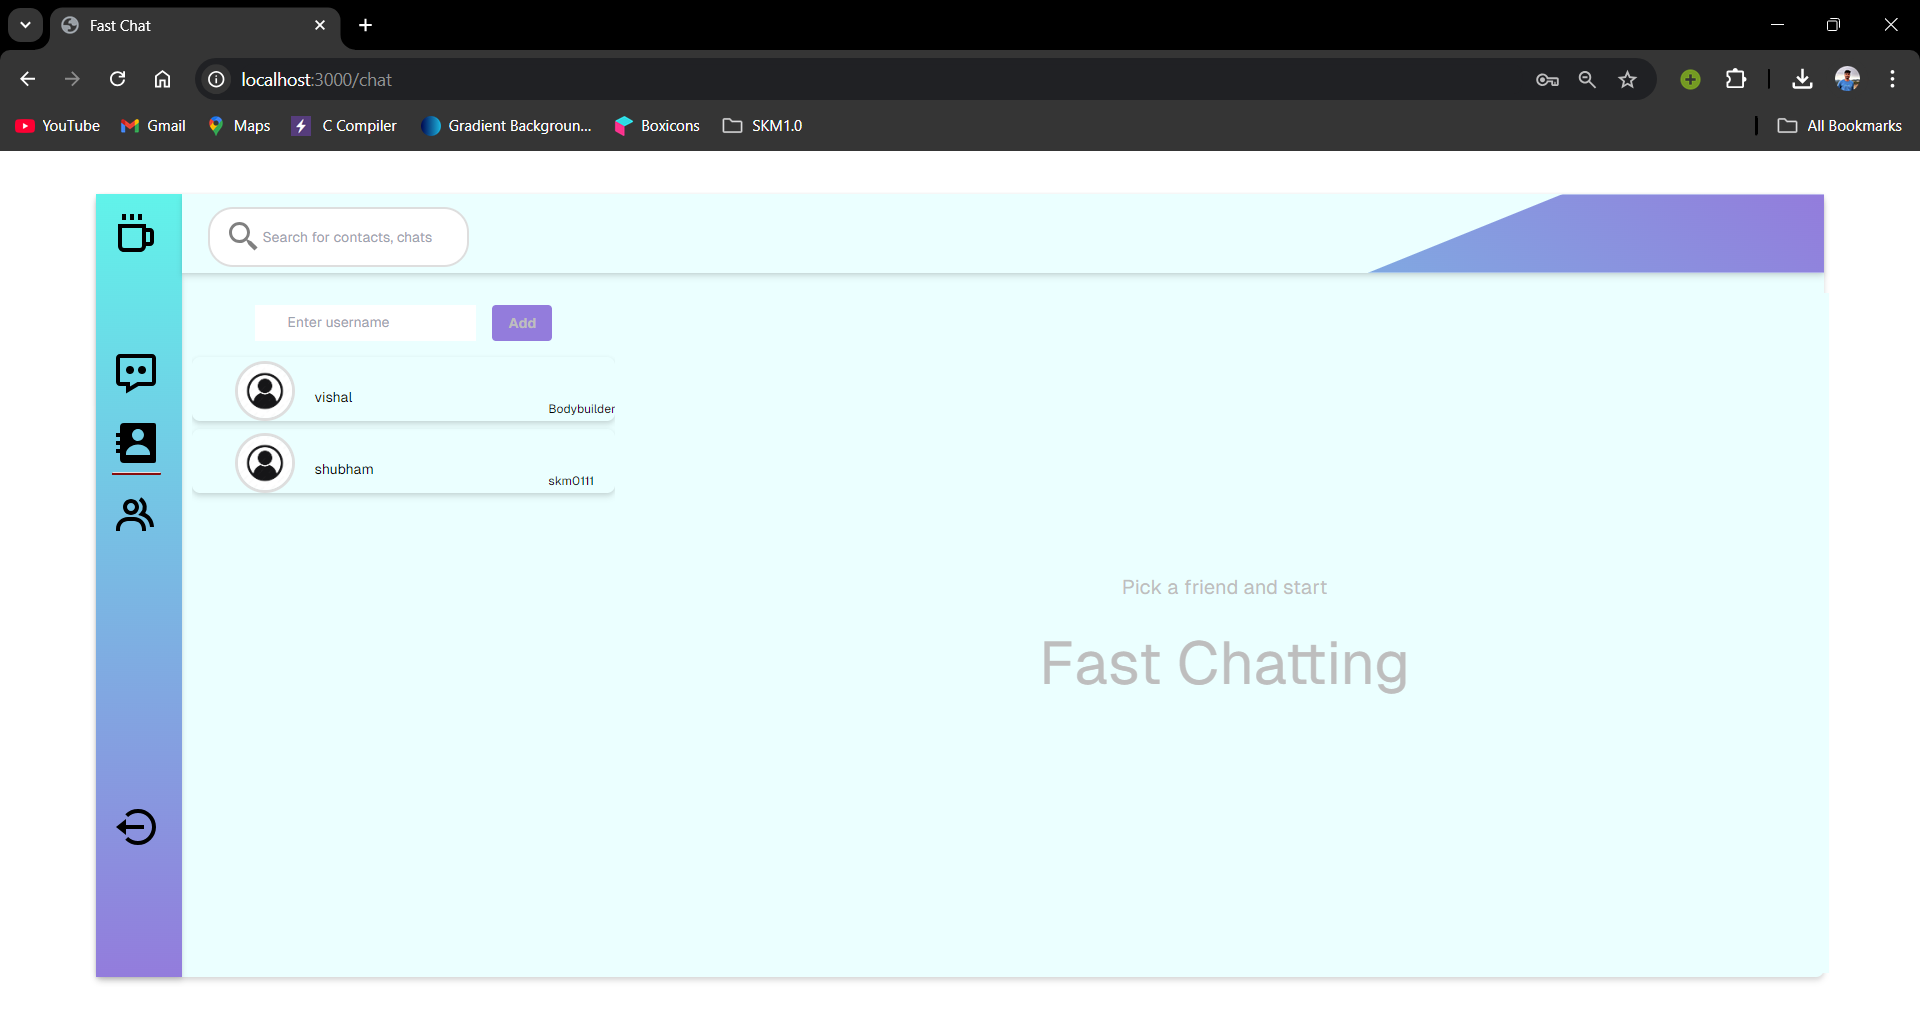 Fast Chat
localhost:3000/chat
YouTube Gmail Maps C Compiler Gradient Backgroun... Boxicons SKM1.0 All Bookmarks
Search for contacts, chats
Enter username Add
vishal
Bodybuilder
shubham
skm0111
Pick a friend and start
Fast Chatting